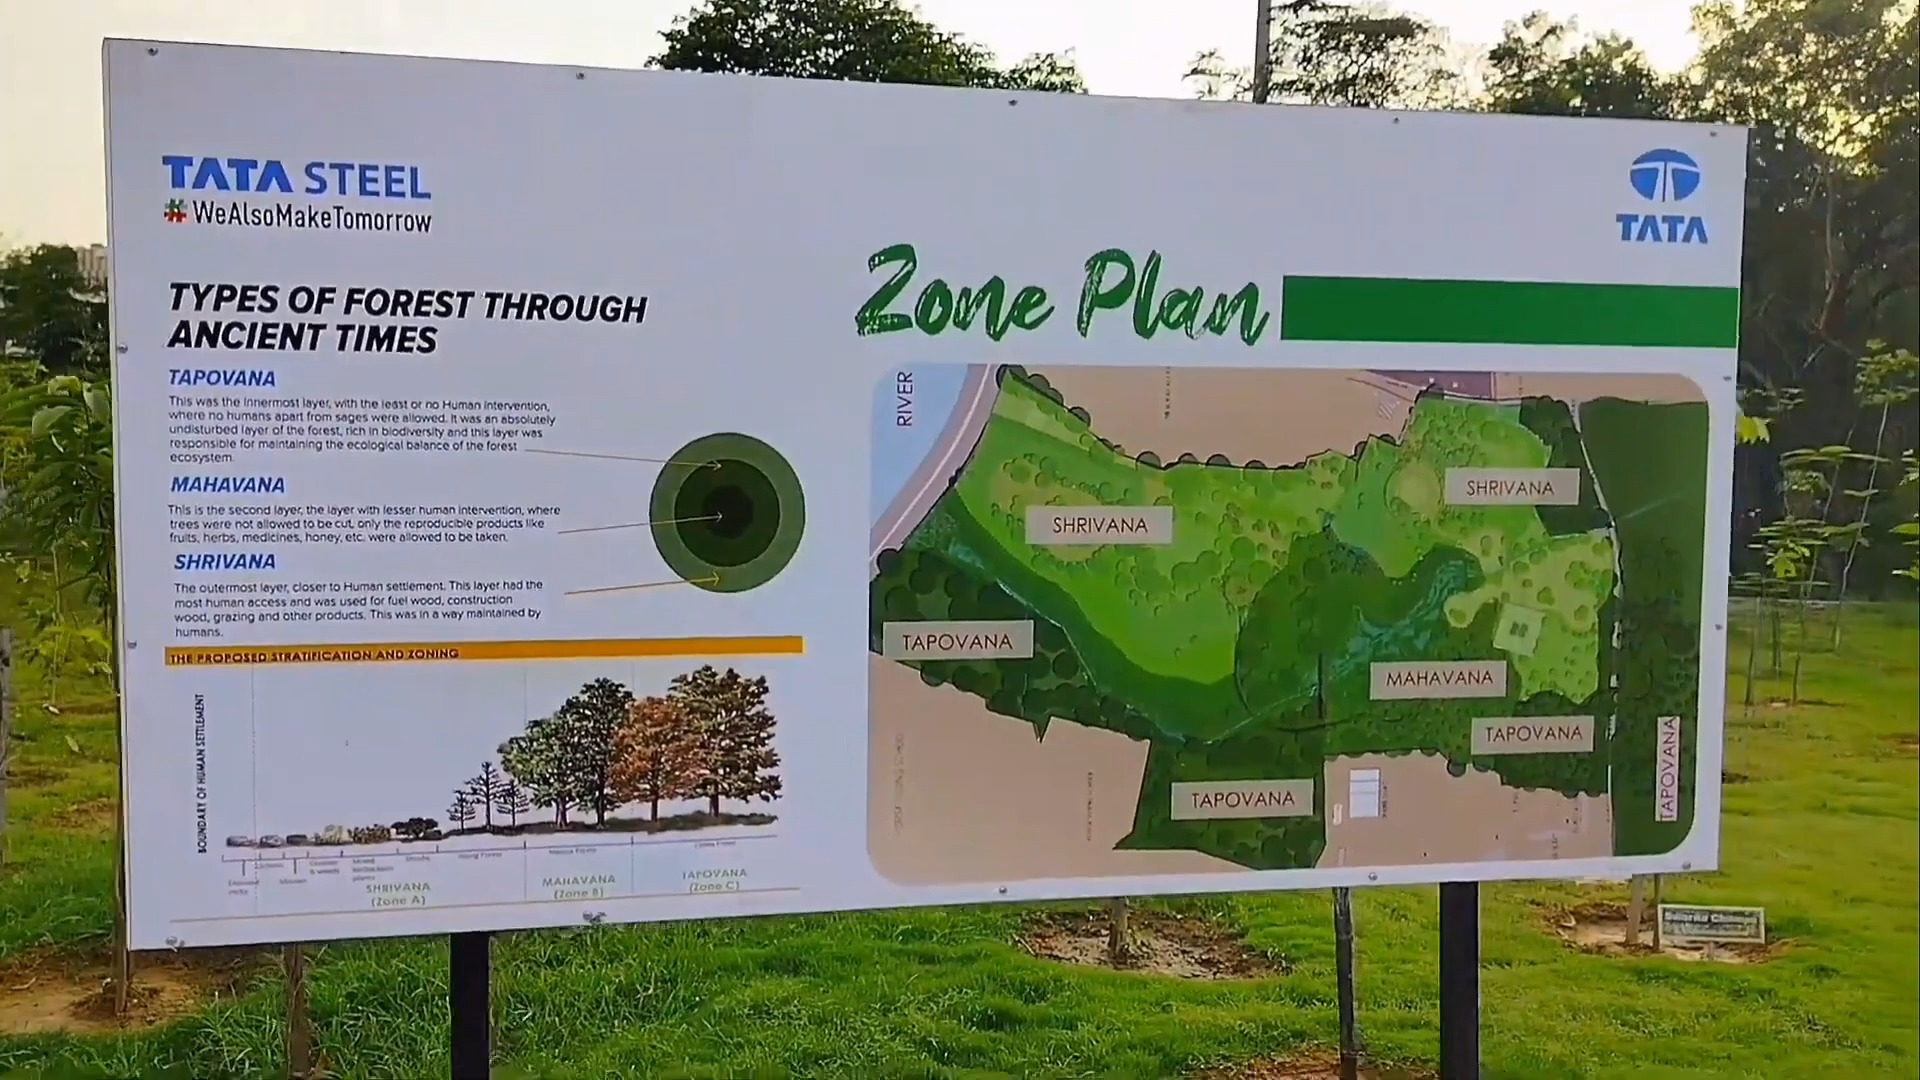 TATA STEEL
#WeAlsoMakeTomorrow
TATA
TYPES OF FOREST THROUGH
ANCIENT TIMES
TAPOVANA
This was the innermost layer, with the least or no Human intervention,
where no humans apart from sages were allowed. It was an absolutely
undisturbed layer of the forest, rich in biodiversity and this layer was
responsible for maintaining the ecological balance of the forest
ecosystem.
MAHAVANA
This is the second layer, the layer with lesser human intervention, where
trees were not allowed to be cut, only the reproducible products like
fruits, herbs, medicines, honey, etc. were allowed to be taken.
SHRIVANA
The outermost layer, closer to Human settlement. This layer had the
most human access and was used for fuel wood, construction
wood, grazing and other products. This was in a way maintained by
humans.
THE PROPOSED STRATIFICATION AND ZONING
BOUNDARY OF HUMAN SETTLEMENT
Shrubs
Young Forest
Mature Forest
Climax Forest
SHRIVANA
(Zone A)
MAHAVANA
(Zone B)
TAPOVANA
(Zone C)
Zone Plan
RIVER
SHRIVANA
SHRIVANA
TAPOVANA
MAHAVANA
TAPOVANA
TAPOVANA
TAPOVANA